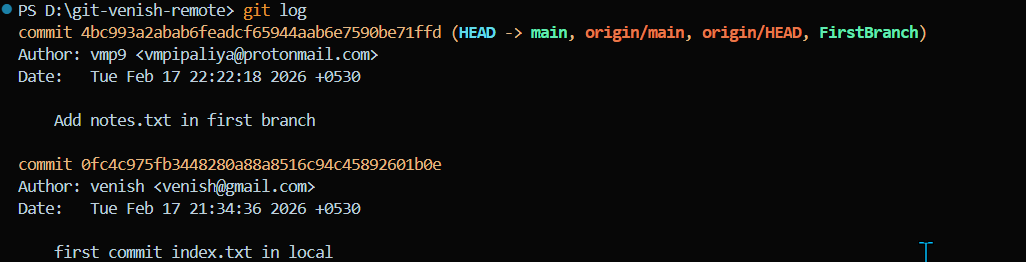 PS D:\git-venish-remote> git log
commit 4bc993a2abab6feadcf65944aab6e7590be71ffd (HEAD -> main, origin/main, origin/HEAD, FirstBranch)
Author: vmp9 <vmpipaliya@protonmail.com>
Date:   Tue Feb 17 22:22:18 2026 +0530
    Add notes.txt in first branch
commit 0fc4c975fb3448280a88a8516c94c45892601b0e
Author: venish <venish@gmail.com>
Date:   Tue Feb 17 21:34:36 2026 +0530
    first commit index.txt in local